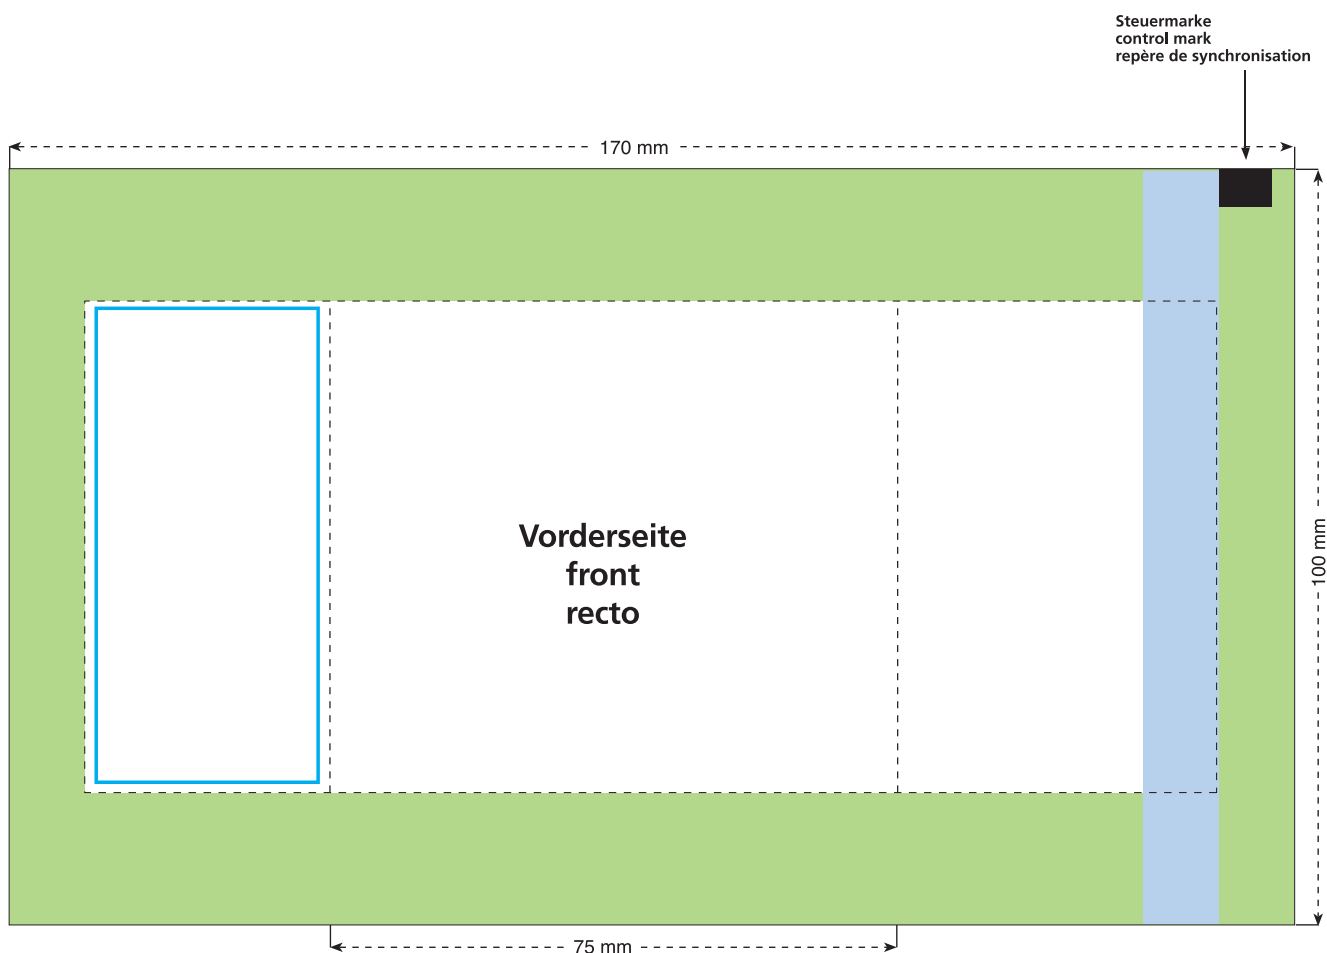 Steuermarke
control mark
repère de synchronisation
170 mm
Vorderseite
front
recto
100 mm
75 mm